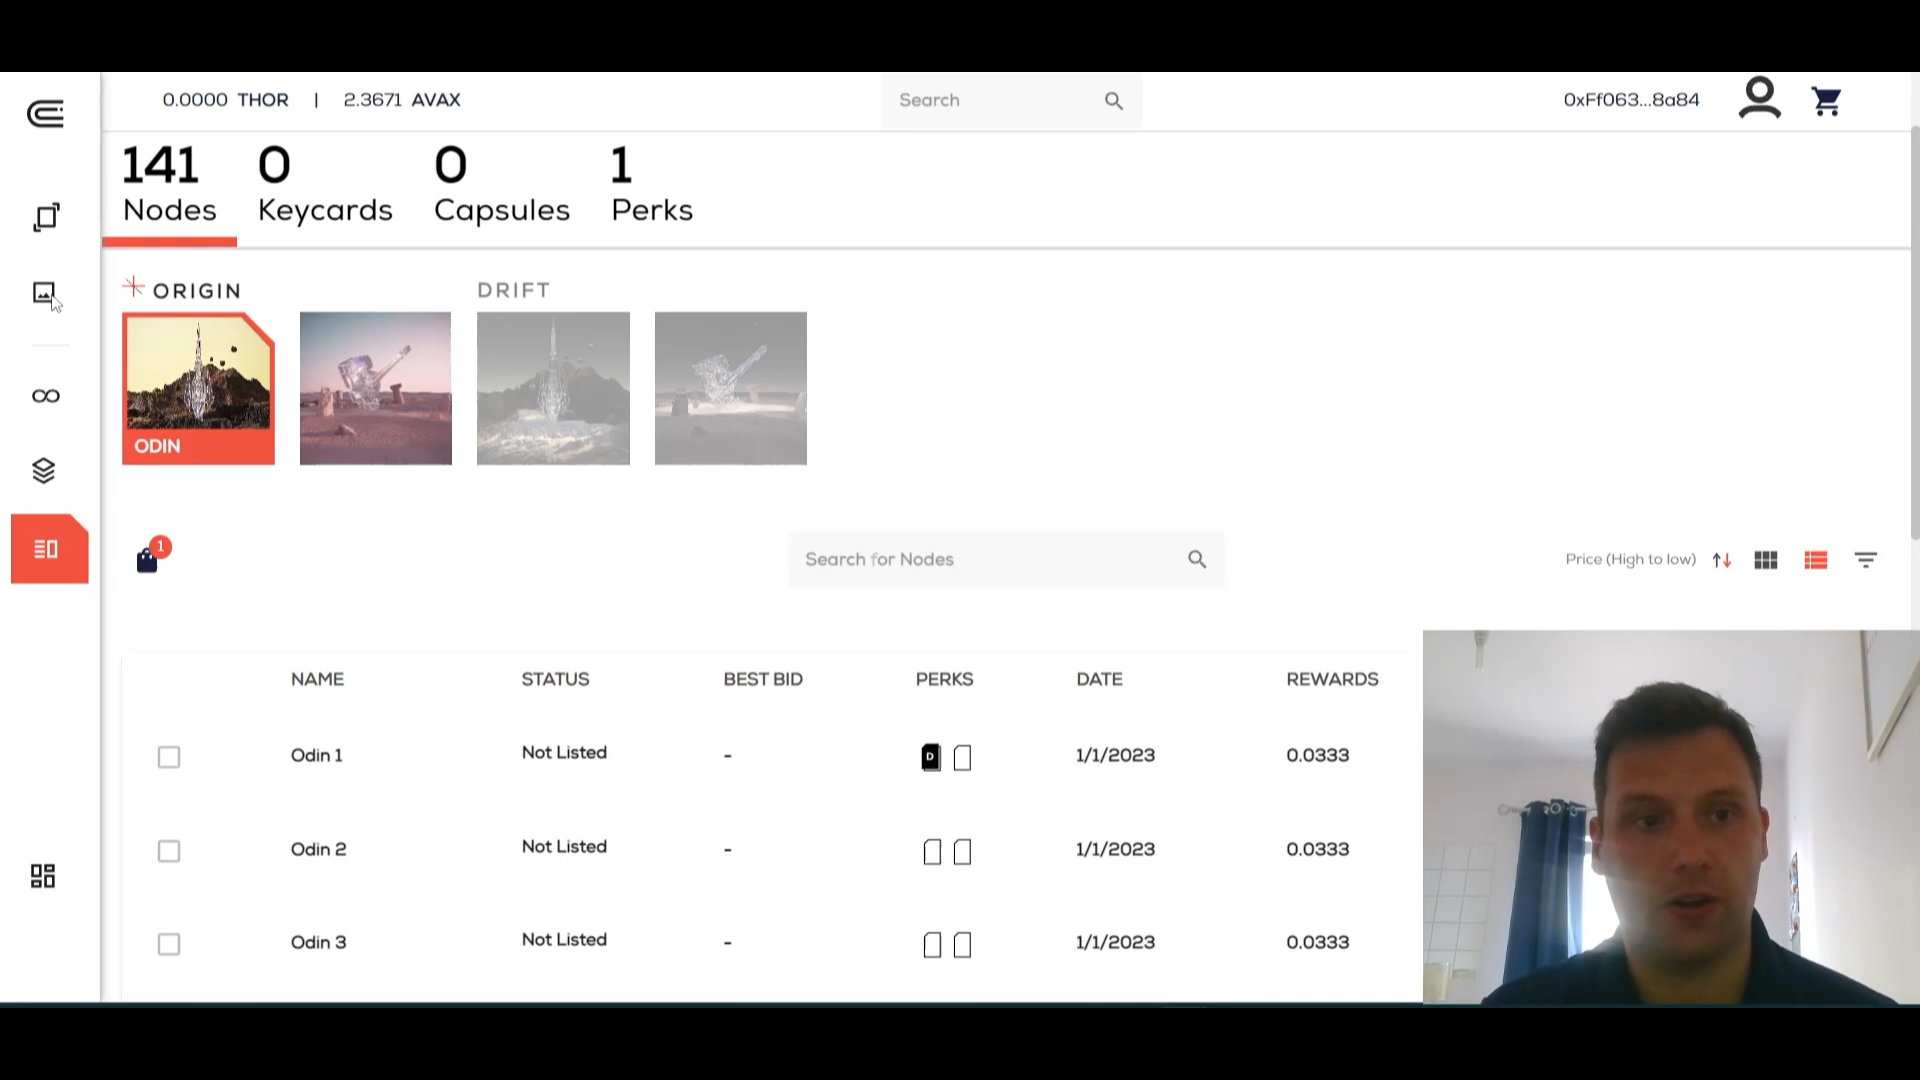 0.0000 THOR | 2.3671 AVAX
Search
0xFf063...8a84
141 0 0 1
Nodes Keycards Capsules Perks
ORIGIN DRIFT
ODIN
1
Search for Nodes
Price (High to low)
NAME STATUS BEST BID PERKS DATE REWARDS
Odin 1 Not Listed - D 1/1/2023 0.0333
Odin 2 Not Listed - 1/1/2023 0.0333
Odin 3 Not Listed - 1/1/2023 0.0333